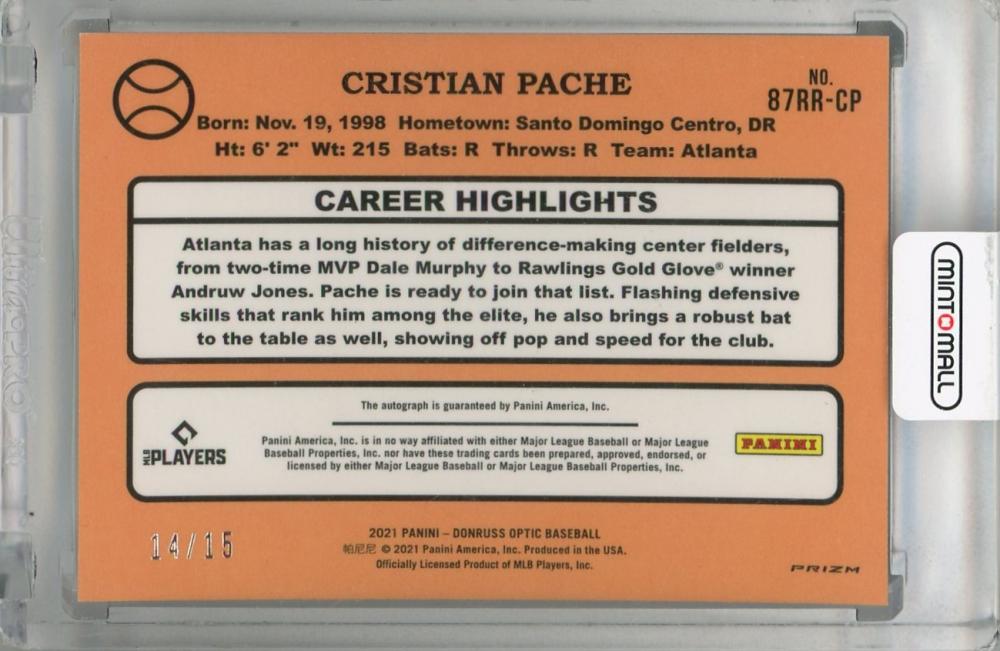 CRISTIAN PACHE
NO.
87RR-CP
Born: Nov. 19, 1998 Hometown: Santo Domingo Centro, DR
Ht: 6' 2" Wt: 215 Bats: R Throws: R Team: Atlanta
CAREER HIGHLIGHTS
Atlanta has a long history of difference-making center fielders,
from two-time MVP Dale Murphy to Rawlings Gold Glove® winner
Andruw Jones. Pache is ready to join that list. Flashing defensive
skills that rank him among the elite, he also brings a robust bat
to the table as well, showing off pop and speed for the club.
The autograph is guaranteed by Panini America, Inc.
MLB PLAYERS
Panini America, Inc. is in no way affiliated with either Major League Baseball or Major League
Baseball Properties, Inc. nor have these trading cards been prepared, approved, endorsed, or
licensed by either Major League Baseball or Major League Baseball Properties, Inc.
PANINI
14/15
2021 PANINI – DONRUSS OPTIC BASEBALL
帕尼尼 © 2021 Panini America, Inc. Produced in the USA.
Officially Licensed Product of MLB Players, Inc.
PRIZM
MINTMALL